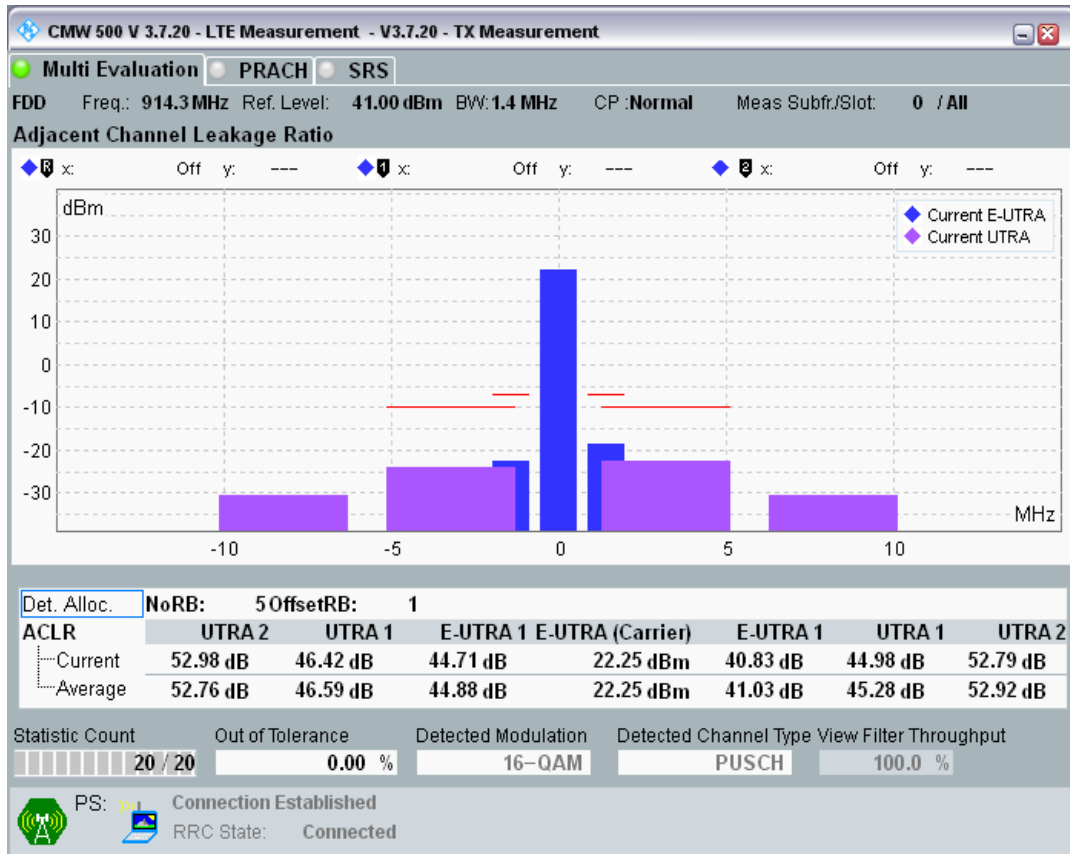 CMW 500 V 3.7.20 - LTE Measurement - V3.7.20 - TX Measurement
Multi Evaluation PRACH SRS
FDD Freq.: 914.3 MHz Ref. Level: 41.00 dBm BW: 1.4 MHz CP :Normal Meas Subfr./Slot: 0 / All
Adjacent Channel Leakage Ratio
R x: Off y: --- 1 x: Off y: --- 2 x: Off y: ---
dBm
Current E-UTRA
Current UTRA
30
20
10
0
-10
-20
-30
MHz
-10 -5 0 5 10
Det. Alloc. NoRB: 5 OffsetRB: 1
ACLR UTRA 2 UTRA 1 E-UTRA 1 E-UTRA (Carrier) E-UTRA 1 UTRA 1 UTRA 2
Current 52.98 dB 46.42 dB 44.71 dB 22.25 dBm 40.83 dB 44.98 dB 52.79 dB
Average 52.76 dB 46.59 dB 44.88 dB 22.25 dBm 41.03 dB 45.28 dB 52.92 dB
Statistic Count Out of Tolerance Detected Modulation Detected Channel Type View Filter Throughput
20 / 20 0.00 % 16-QAM PUSCH 100.0 %
PS: Connection Established
RRC State: Connected